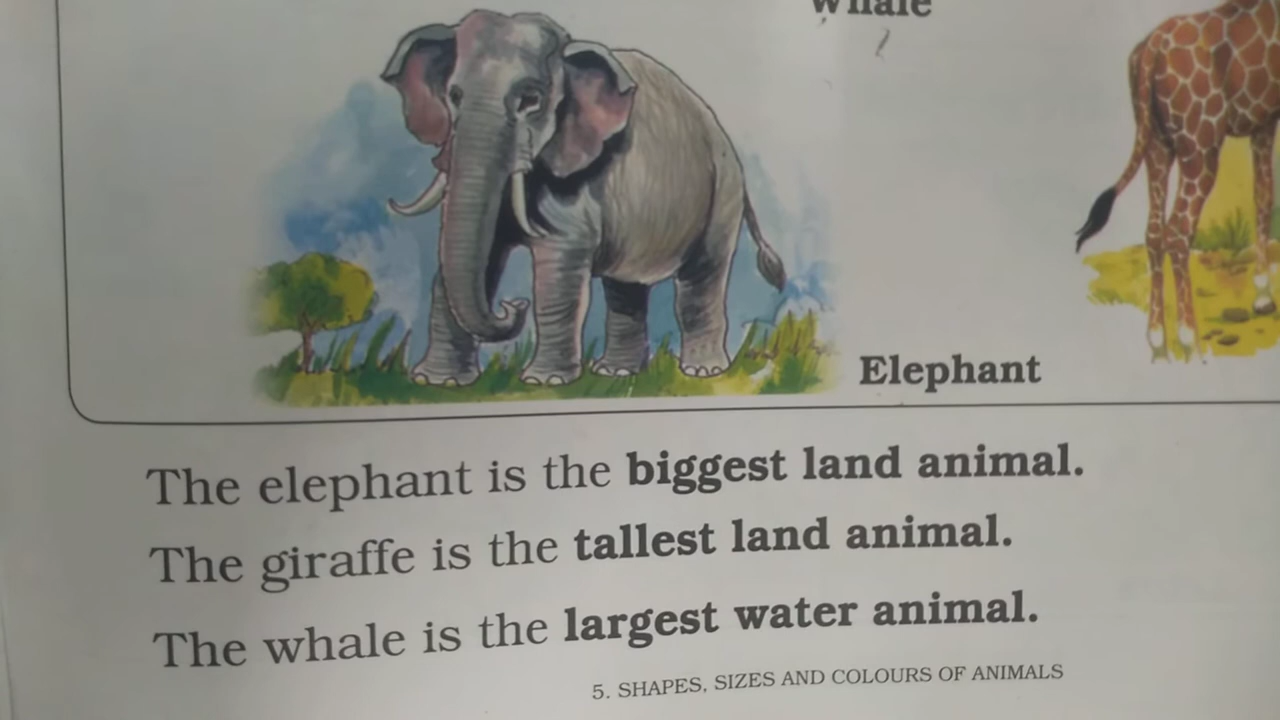 whale
Elephant
The elephant is the biggest land animal.
The giraffe is the tallest land animal.
The whale is the largest water animal.
5. SHAPES, SIZES AND COLOURS OF ANIMALS